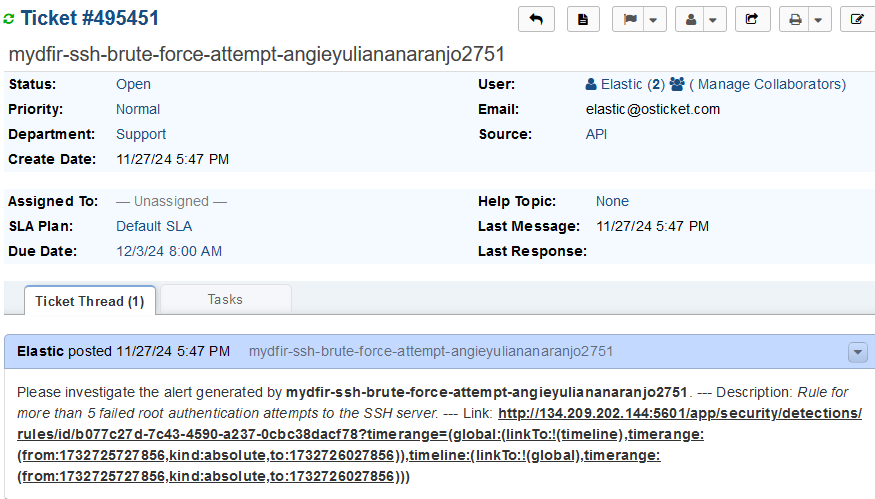 Ticket #495451
mydfir-ssh-brute-force-attempt-angieyuliananaranjo2751
Status: Open User: Elastic (2) ( Manage Collaborators)
Priority: Normal Email: elastic@osticket.com
Department: Support Source: API
Create Date: 11/27/24 5:47 PM
Assigned To: — Unassigned — Help Topic: None
SLA Plan: Default SLA Last Message: 11/27/24 5:47 PM
Due Date: 12/3/24 8:00 AM Last Response:
Ticket Thread (1) Tasks
Elastic posted 11/27/24 5:47 PM mydfir-ssh-brute-force-attempt-angieyuliananaranjo2751
Please investigate the alert generated by mydfir-ssh-brute-force-attempt-angieyuliananaranjo2751. --- Description: Rule for
more than 5 failed root authentication attempts to the SSH server. --- Link: http://134.209.202.144:5601/app/security/detections/
rules/id/b077c27d-7c43-4590-a237-0cbc38dacf78?timerange=(global:(linkTo:!(timeline),timerange:
(from:1732725727856,kind:absolute,to:1732726027856)),timeline:(linkTo:!(global),timerange:
(from:1732725727856,kind:absolute,to:1732726027856)))